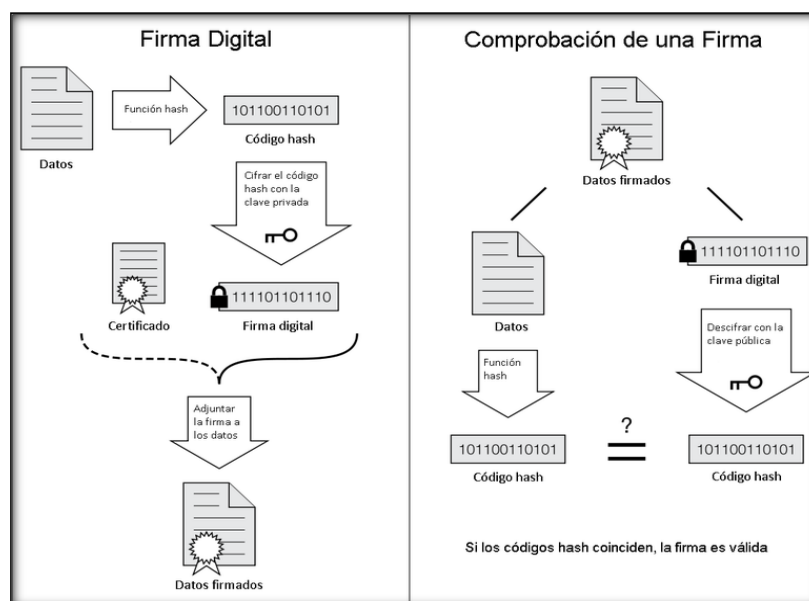 Firma Digital
Función hash
101100110101
Código hash
Datos
Cifrar el código
hash con la
clave privada
111101101110
Certificado
Firma digital
Adjuntar
la firma a
los datos
Datos firmados
Comprobación de una Firma
Datos firmados
111101101110
Firma digital
Datos
Función
hash
Descifrar con la
clave pública
?
101100110101
=
101100110101
Código hash
Código hash
Si los códigos hash coinciden, la firma es válida